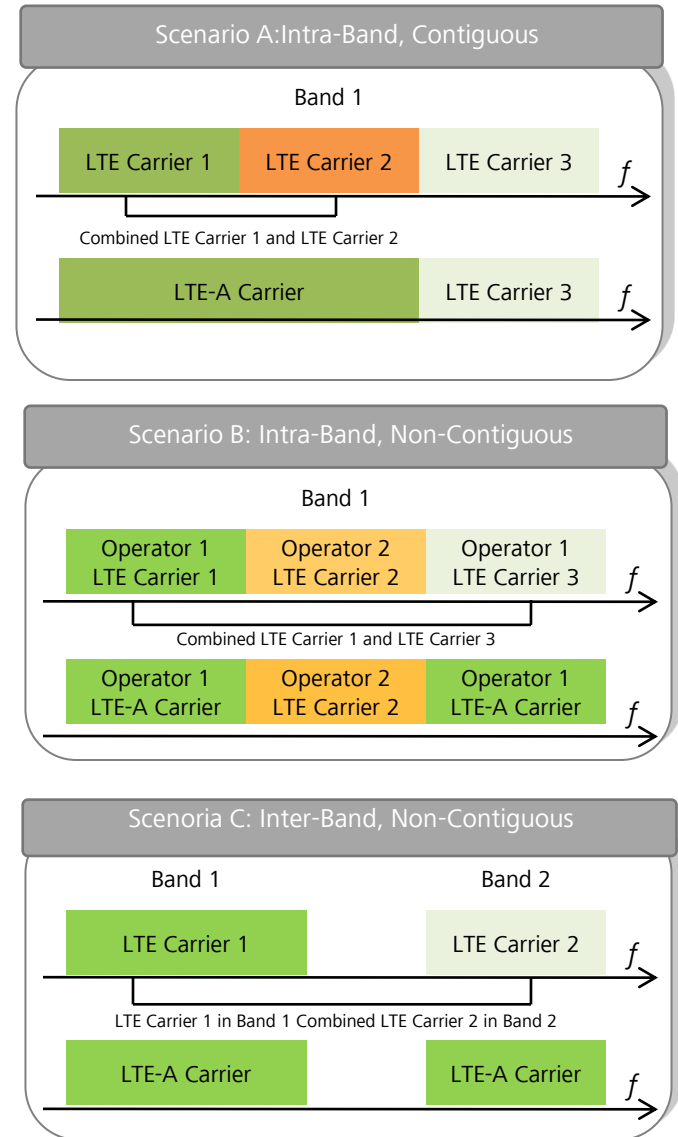 Scenario A:Intra-Band, Contiguous
Band 1
LTE Carrier 1 LTE Carrier 2 LTE Carrier 3 f
Combined LTE Carrier 1 and LTE Carrier 2
LTE-A Carrier LTE Carrier 3 f
Scenario B: Intra-Band, Non-Contiguous
Band 1
Operator 1 Operator 2 Operator 1
LTE Carrier 1 LTE Carrier 2 LTE Carrier 3 f
Combined LTE Carrier 1 and LTE Carrier 3
Operator 1 Operator 2 Operator 1
LTE-A Carrier LTE Carrier 2 LTE-A Carrier f
Scenoria C: Inter-Band, Non-Contiguous
Band 1 Band 2
LTE Carrier 1 LTE Carrier 2 f
LTE Carrier 1 in Band 1 Combined LTE Carrier 2 in Band 2
LTE-A Carrier LTE-A Carrier f